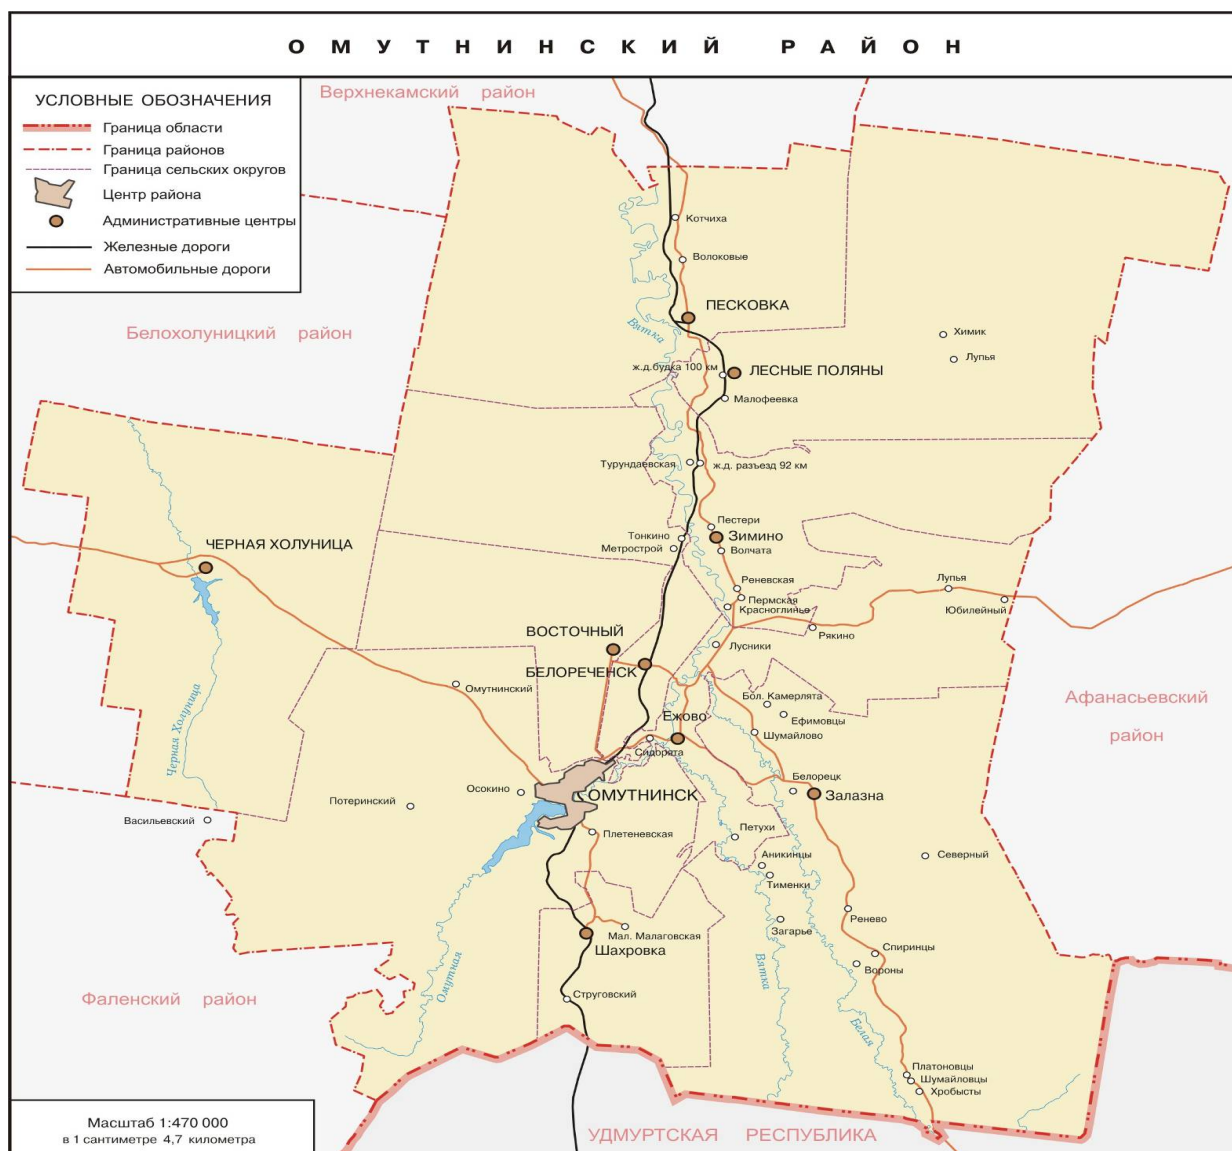 ОМУТНИНСКИЙ РАЙОН
Верхнекамский район
УСЛОВНЫЕ ОБОЗНАЧЕНИЯ
Граница области
Граница районов
Граница сельских округов
Центр района
Административные центры
Железные дороги
Автомобильные дороги
Котчиха
Волоковые
ПЕСКОВКА
Вятка
Белохолуницкий район
Химик
Лупья
ж.д.будка 100 км
ЛЕСНЫЕ ПОЛЯНЫ
Малофеевка
Турундаевская
ж.д. разъезд 92 км
Пестери
Тонкино
Зимино
Метрострой
Волчата
ЧЕРНАЯ ХОЛУНИЦА
Реневская
Лупья
Пермская
Красноглинье
Юбилейный
Рякино
ВОСТОЧНЫЙ
Лусники
БЕЛОРЕЧЕНСК
Омутнинский
Бол. Камерлята
Афанасьевский
район
Ежово
Ефимовцы
Шумайлово
Черная Холуница
Сидорята
Белорецк
Осокино
ОМУТНИНСК
Залазна
Потеринский
Васильевский
Плетеневская
Петухи
Аникинцы
Северный
Тименки
Ренево
Загарье
Мал. Малаговская
Шахровка
Спиринцы
Вороны
Омутная
Вятка
Струговский
Фаленский район
Белая
Платоновцы
Шумайловцы
Хробысты
Масштаб 1:470 000
в 1 сантиметре 4,7 километра
УДМУРТСКАЯ РЕСПУБЛИКА